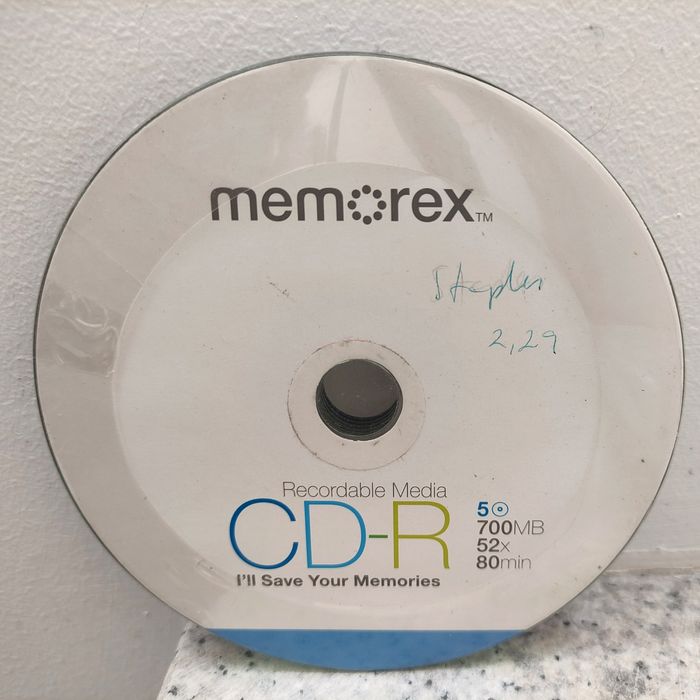 memorex™
Staples
2,29
Recordable Media
CD-R
5
700MB
52x
80min
I'll Save Your Memories